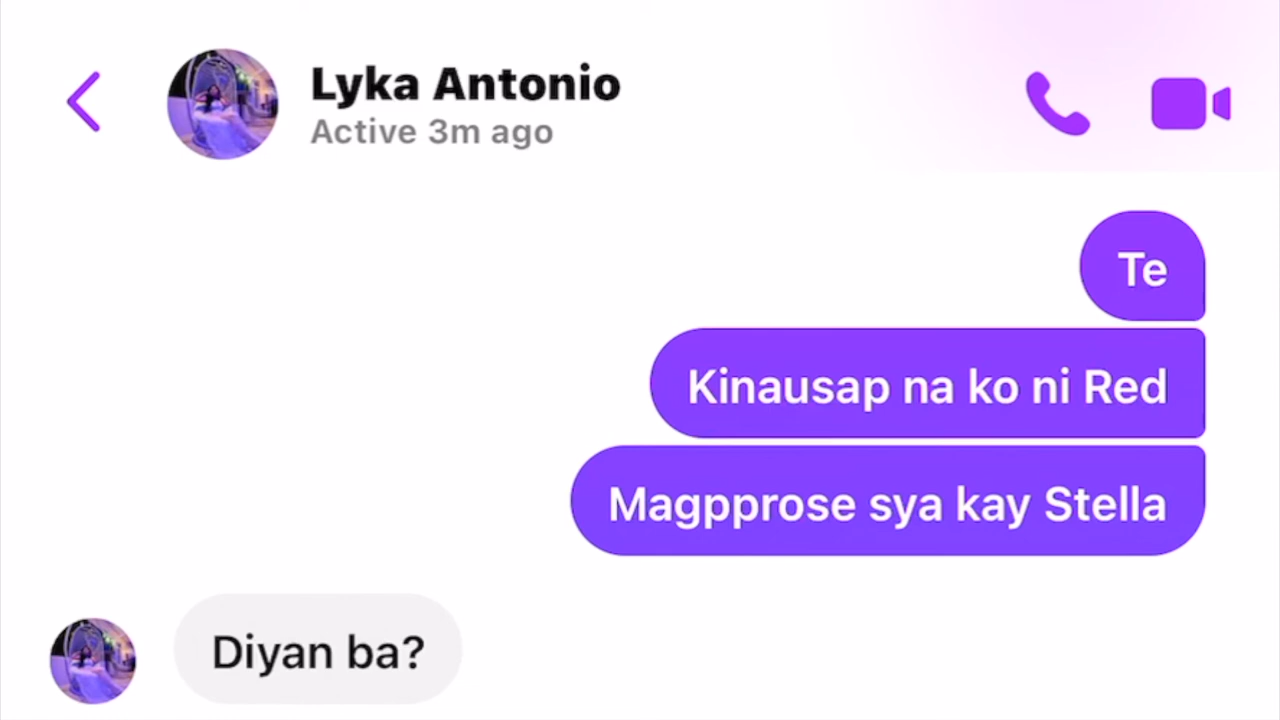 Lyka Antonio
Active 3m ago
Te
Kinausap na ko ni Red
Magpprose sya kay Stella
Diyan ba?